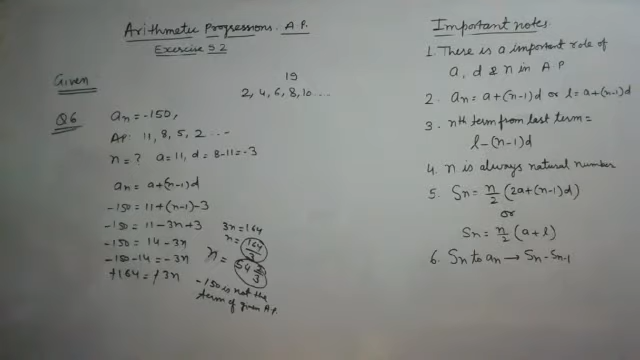 Arithmetic Progressions. A.P.
Exercise 5.2
Given
19
2, 4, 6, 8, 10 ....
Q6
an = -150,
AP: 11, 8, 5, 2 ...
n = ? a = 11, d = 8-11 = -3
an = a+(n-1)d
-150 = 11+(n-1)-3
-150 = 11-3n+3
-150 = 14-3n
-150-14 = -3n
+164 = +3n
3n = 164
n = 164/3
n = 54 2/3
-150 is not the
term of given A.P.
Important notes.
1. There is a important role of
a, d & n in A P
2. an = a+(n-1)d or l = a+(n-1)d
3. nth term from last term =
l-(n-1)d
4. n is always natural number
5. Sn = n/2 (2a+(n-1)d)
or
Sn = n/2 (a+l)
6. Sn to an → Sn-Sn-1